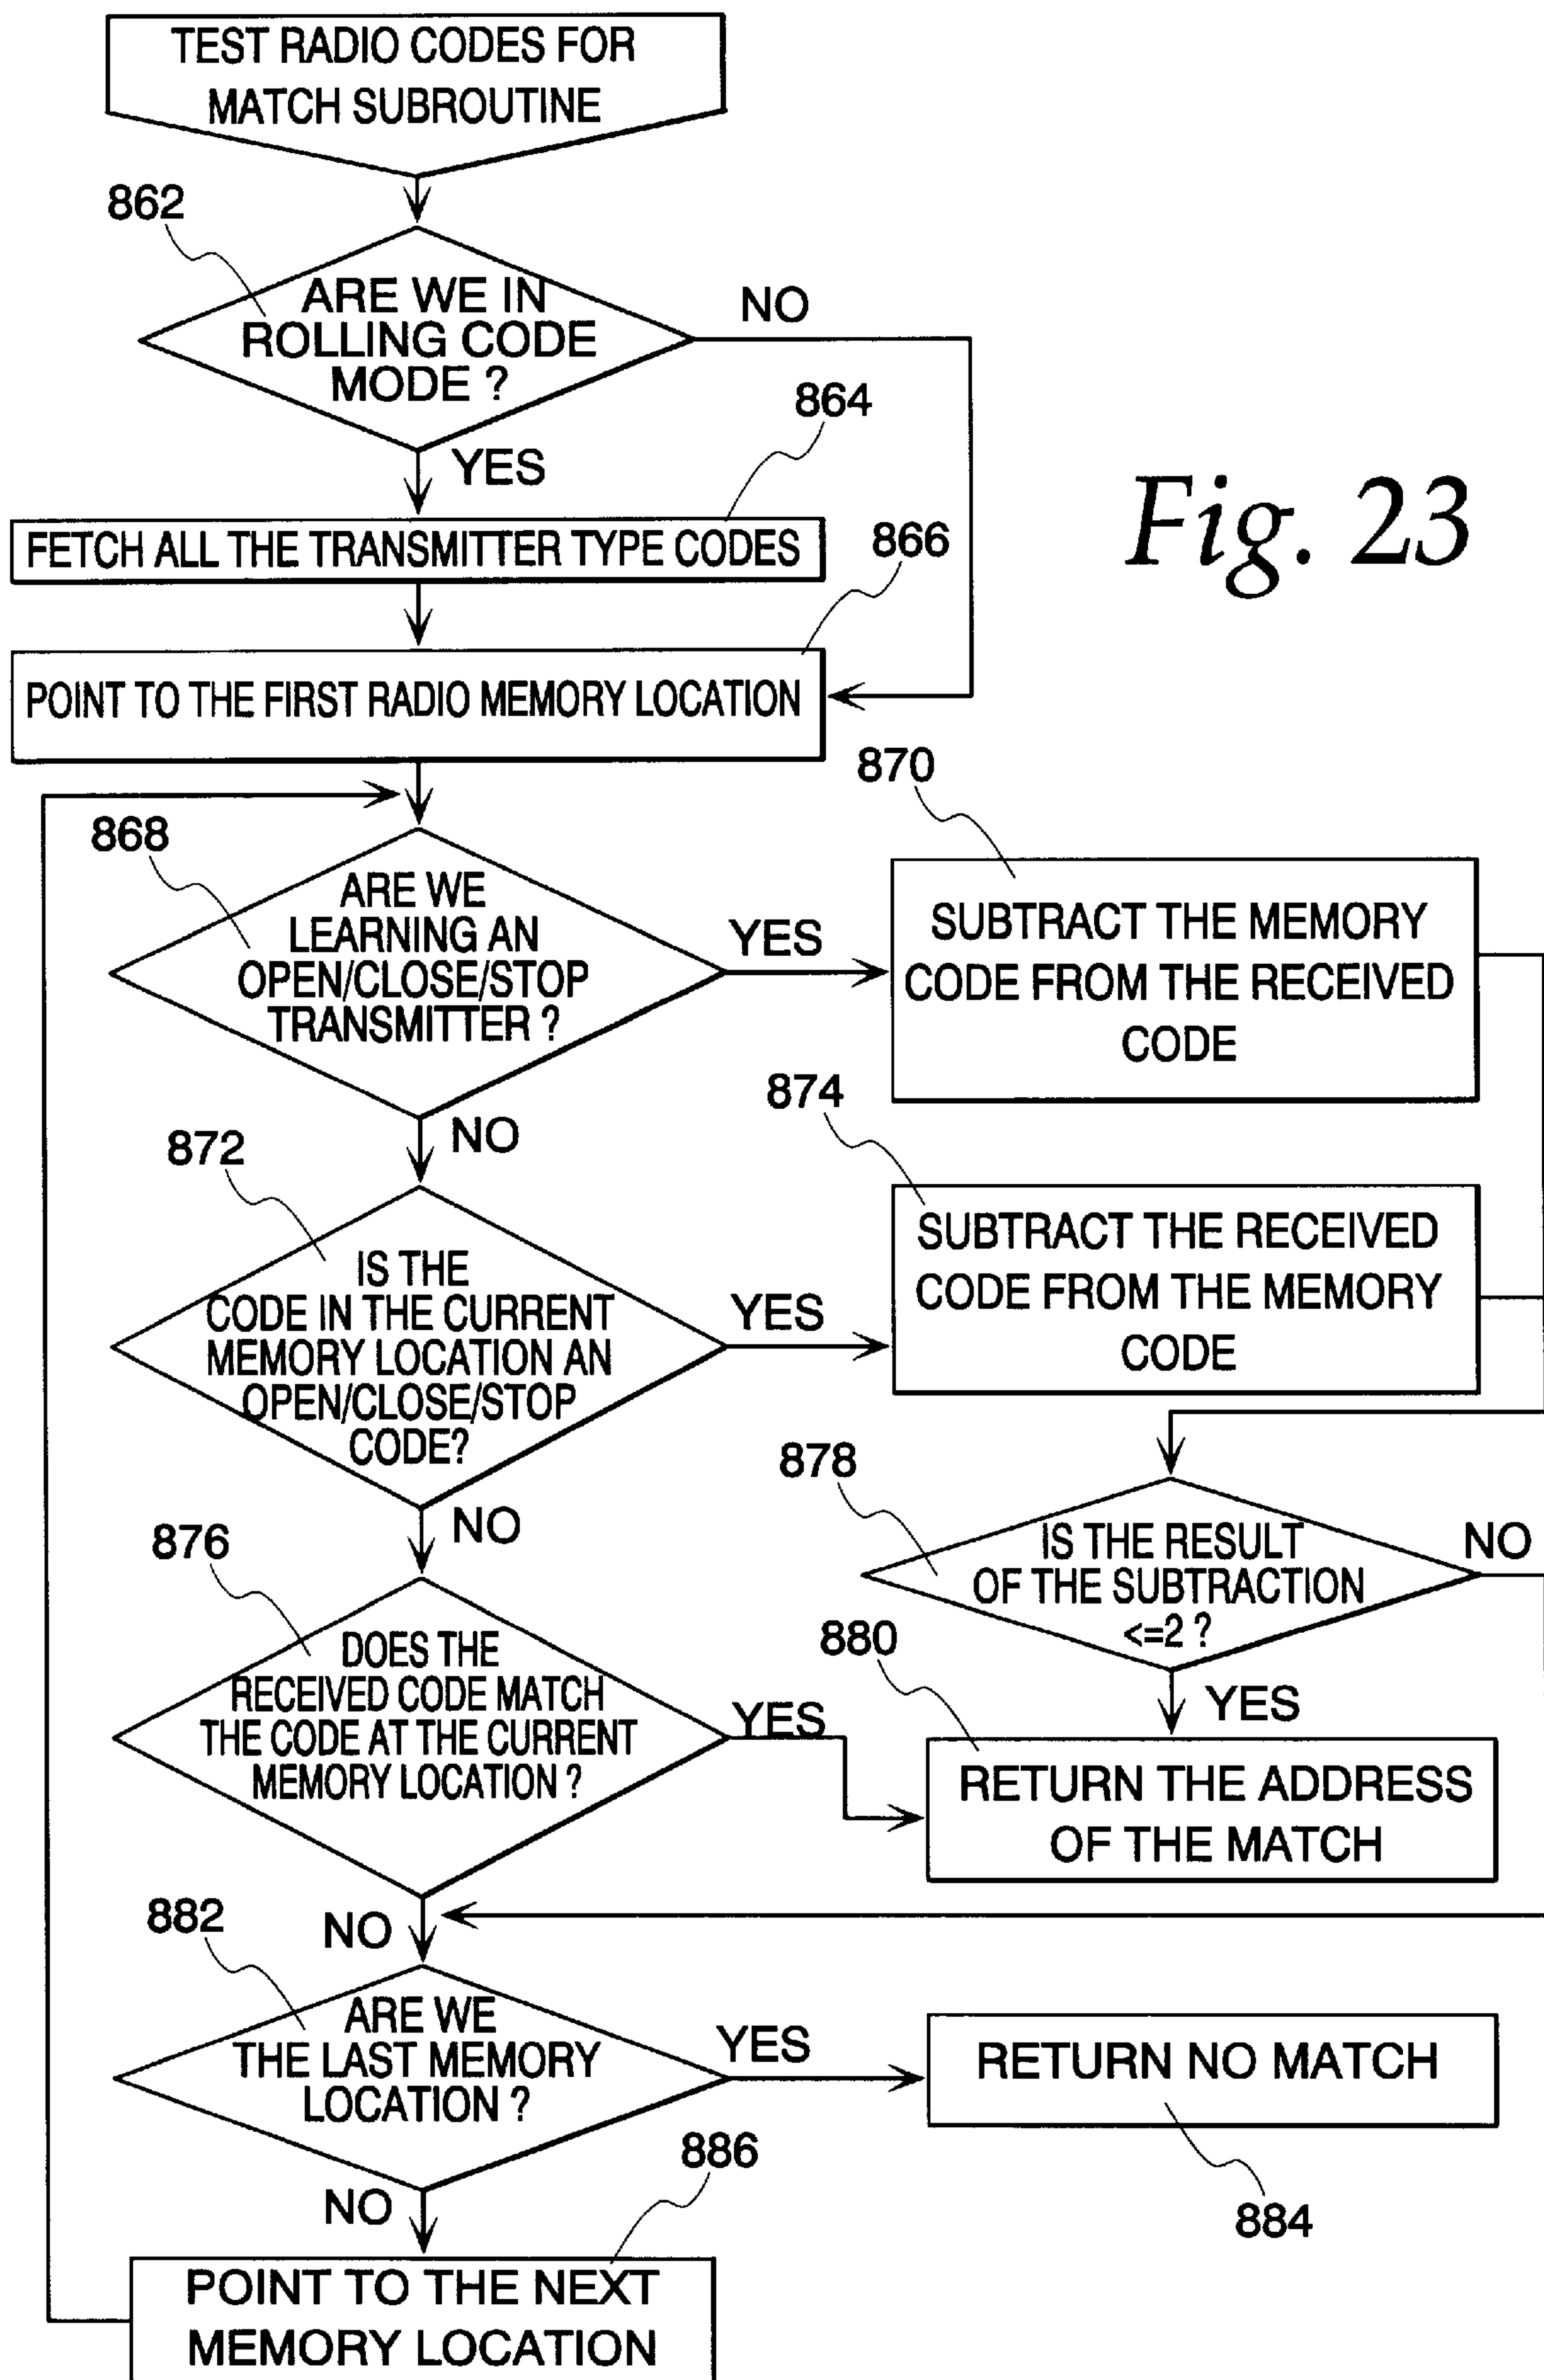 TEST RADIO CODES FOR
MATCH SUBROUTINE
862
ARE WE IN
ROLLING CODE
MODE ?
NO
YES
864
FETCH ALL THE TRANSMITTER TYPE CODES
866
Fig. 23
POINT TO THE FIRST RADIO MEMORY LOCATION
868
ARE WE
LEARNING AN
OPEN/CLOSE/STOP
TRANSMITTER ?
YES
870
SUBTRACT THE MEMORY
CODE FROM THE RECEIVED
CODE
NO
872
IS THE
CODE IN THE CURRENT
MEMORY LOCATION AN
OPEN/CLOSE/STOP
CODE?
YES
874
SUBTRACT THE RECEIVED
CODE FROM THE MEMORY
CODE
NO
876
DOES THE
RECEIVED CODE MATCH
THE CODE AT THE CURRENT
MEMORY LOCATION ?
YES
878
IS THE RESULT
OF THE SUBTRACTION
<=2 ?
NO
YES
880
RETURN THE ADDRESS
OF THE MATCH
NO
882
ARE WE
THE LAST MEMORY
LOCATION ?
YES
RETURN NO MATCH
884
NO
886
POINT TO THE NEXT
MEMORY LOCATION